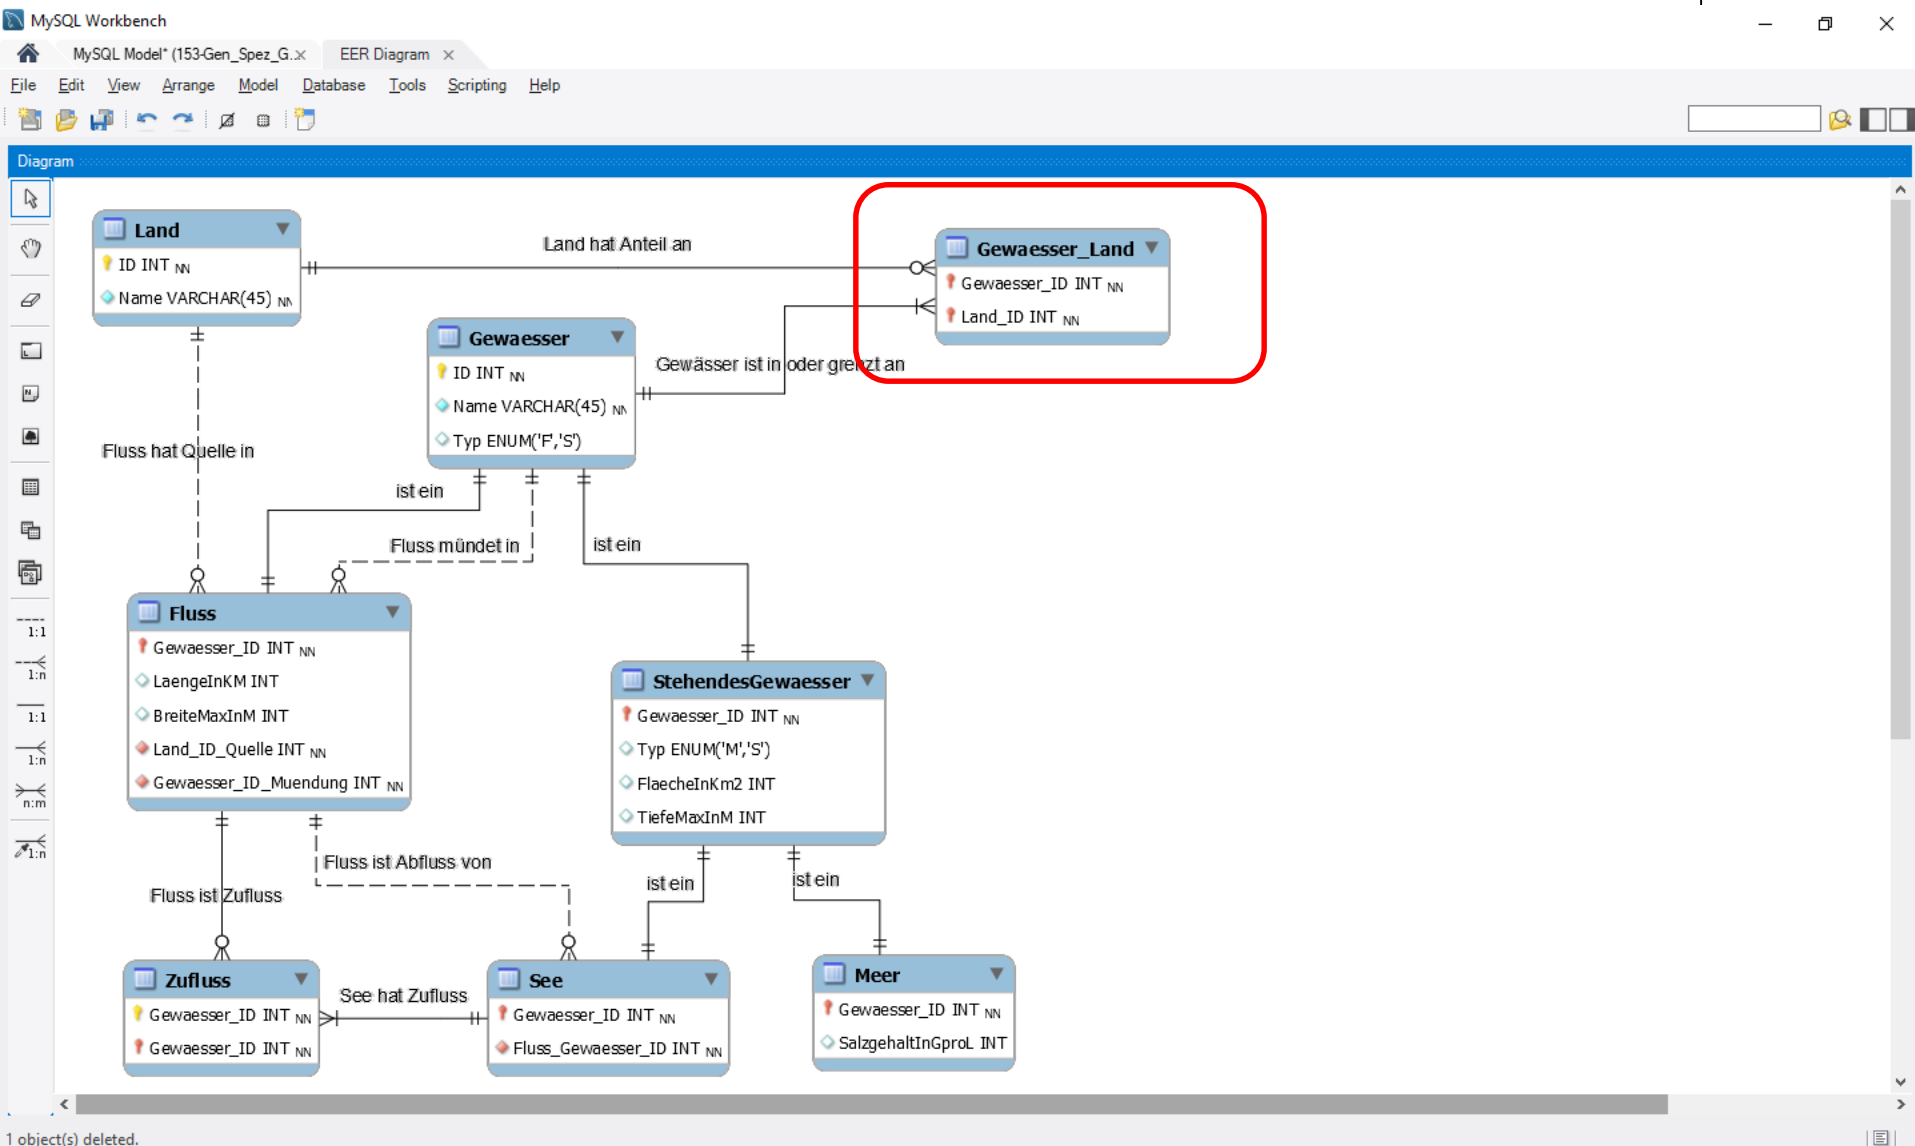 MySQL Workbench
MySQL Model* (153-Gen_Spez_G..×
EER Diagram ×
File Edit View Arrange Model Database Tools Scripting Help
Diagram
Land
ID INT NN
Name VARCHAR(45) NN
Land hat Anteil an
Gewaesser_Land
Gewaesser_ID INT NN
Land_ID INT NN
Gewaesser
ID INT NN
Name VARCHAR(45) NN
Typ ENUM('F','S')
Gewässer ist in oder grenzt an
Fluss hat Quelle in
ist ein
Fluss mündet in
ist ein
Fluss
Gewaesser_ID INT NN
LaengeInKM INT
BreiteMaxInM INT
Land_ID_Quelle INT NN
Gewaesser_ID_Muendung INT NN
StehendesGewaesser
Gewaesser_ID INT NN
Typ ENUM('M','S')
FlaecheInKm2 INT
TiefeMaxInM INT
1:1
1:n
1:1
1:n
n:m
1:n
Fluss ist Abfluss von
Fluss ist Zufluss
ist ein
ist ein
Zufluss
Gewaesser_ID INT NN
Gewaesser_ID INT NN
See hat Zufluss
See
Gewaesser_ID INT NN
Fluss_Gewaesser_ID INT NN
Meer
Gewaesser_ID INT NN
SalzgehaltInGproL INT
1 object(s) deleted.